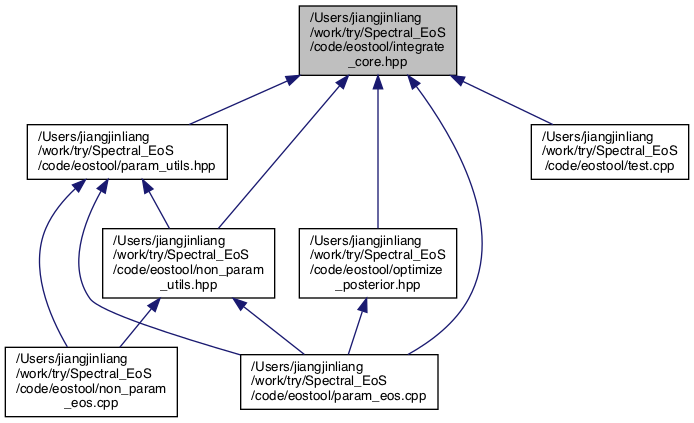 /Users/jiangjinliang
/work/try/Spectral_EoS
/code/eostool/integrate
_core.hpp
/Users/jiangjinliang
/work/try/Spectral_EoS
/code/eostool/param_utils.hpp
/Users/jiangjinliang
/work/try/Spectral_EoS
/code/eostool/test.cpp
/Users/jiangjinliang
/work/try/Spectral_EoS
/code/eostool/non_param
_utils.hpp
/Users/jiangjinliang
/work/try/Spectral_EoS
/code/eostool/optimize
_posterior.hpp
/Users/jiangjinliang
/work/try/Spectral_EoS
/code/eostool/non_param
_eos.cpp
/Users/jiangjinliang
/work/try/Spectral_EoS
/code/eostool/param_eos.cpp